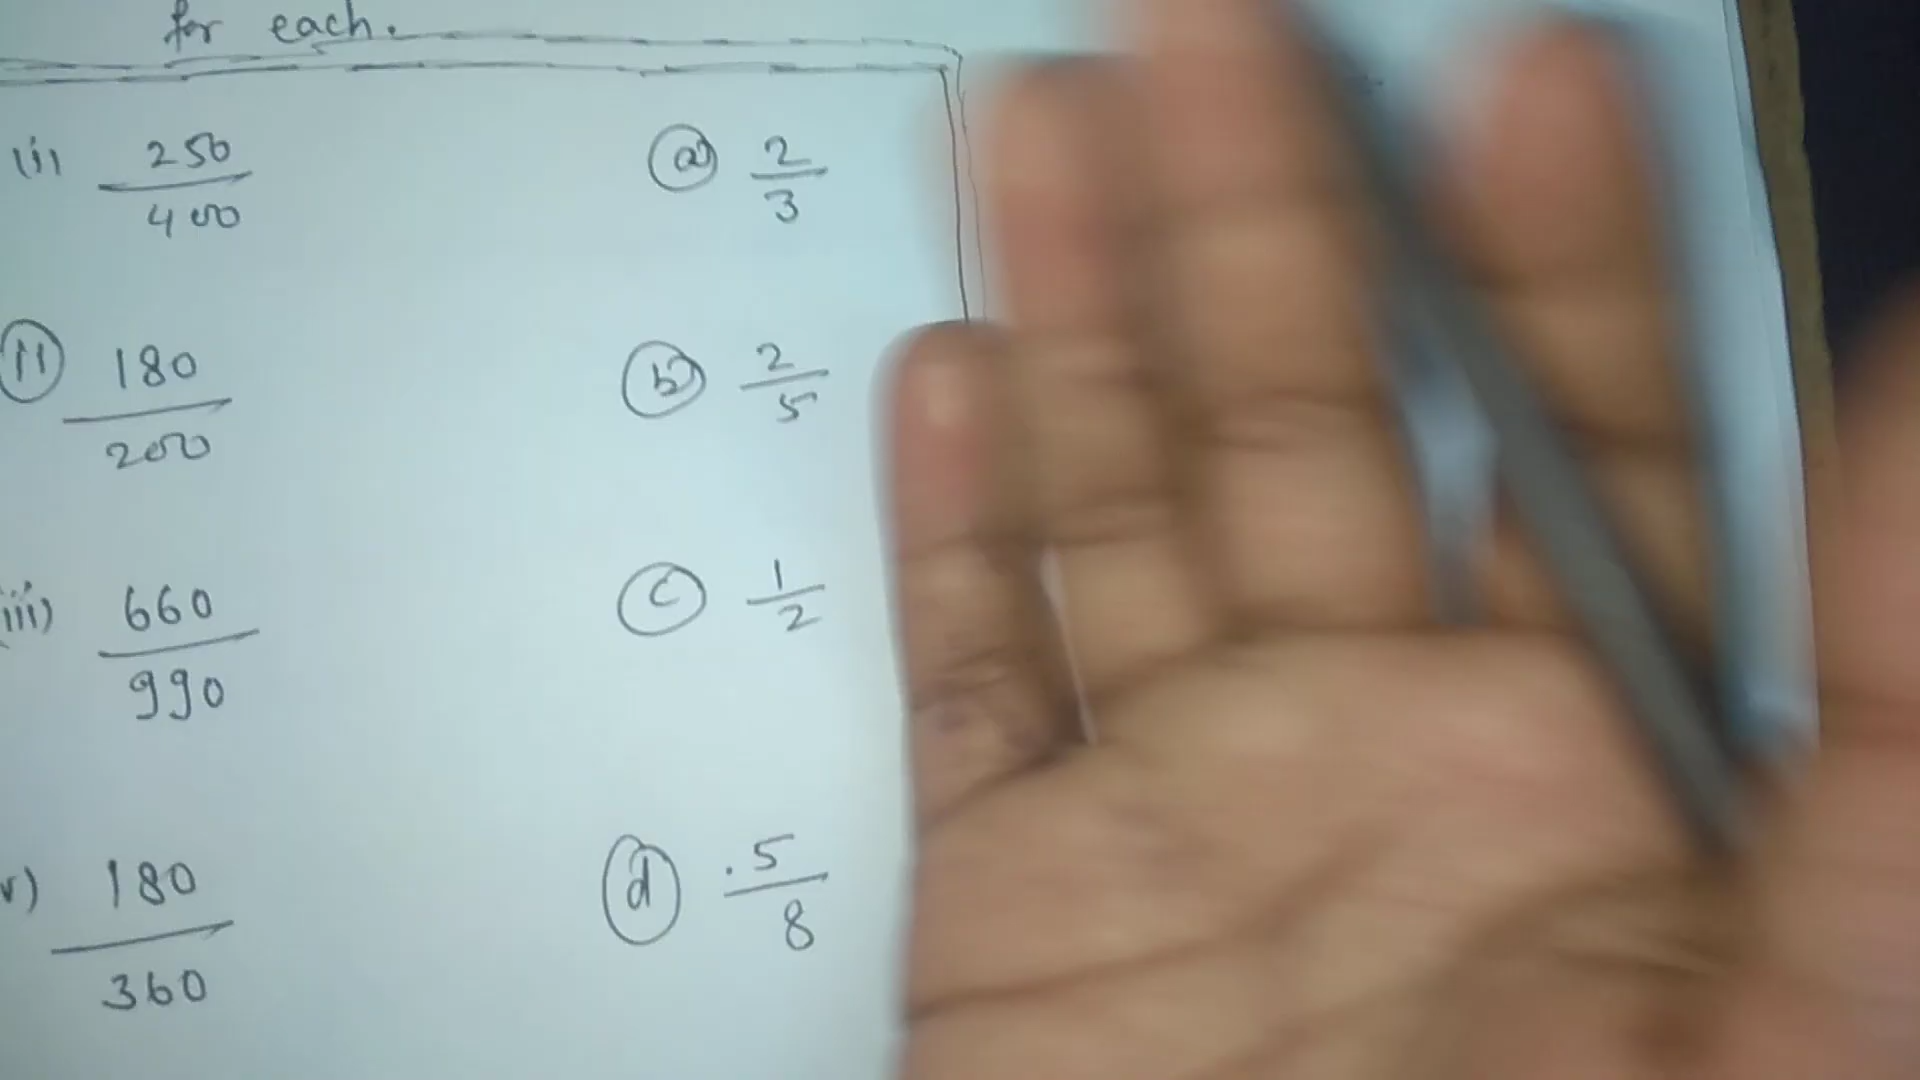 for each.
(i) 250/400 (a) 2/3
(ii) 180/200 (b) 2/5
(iii) 660/990 (c) 1/2
v) 180/360 (d) .5/8